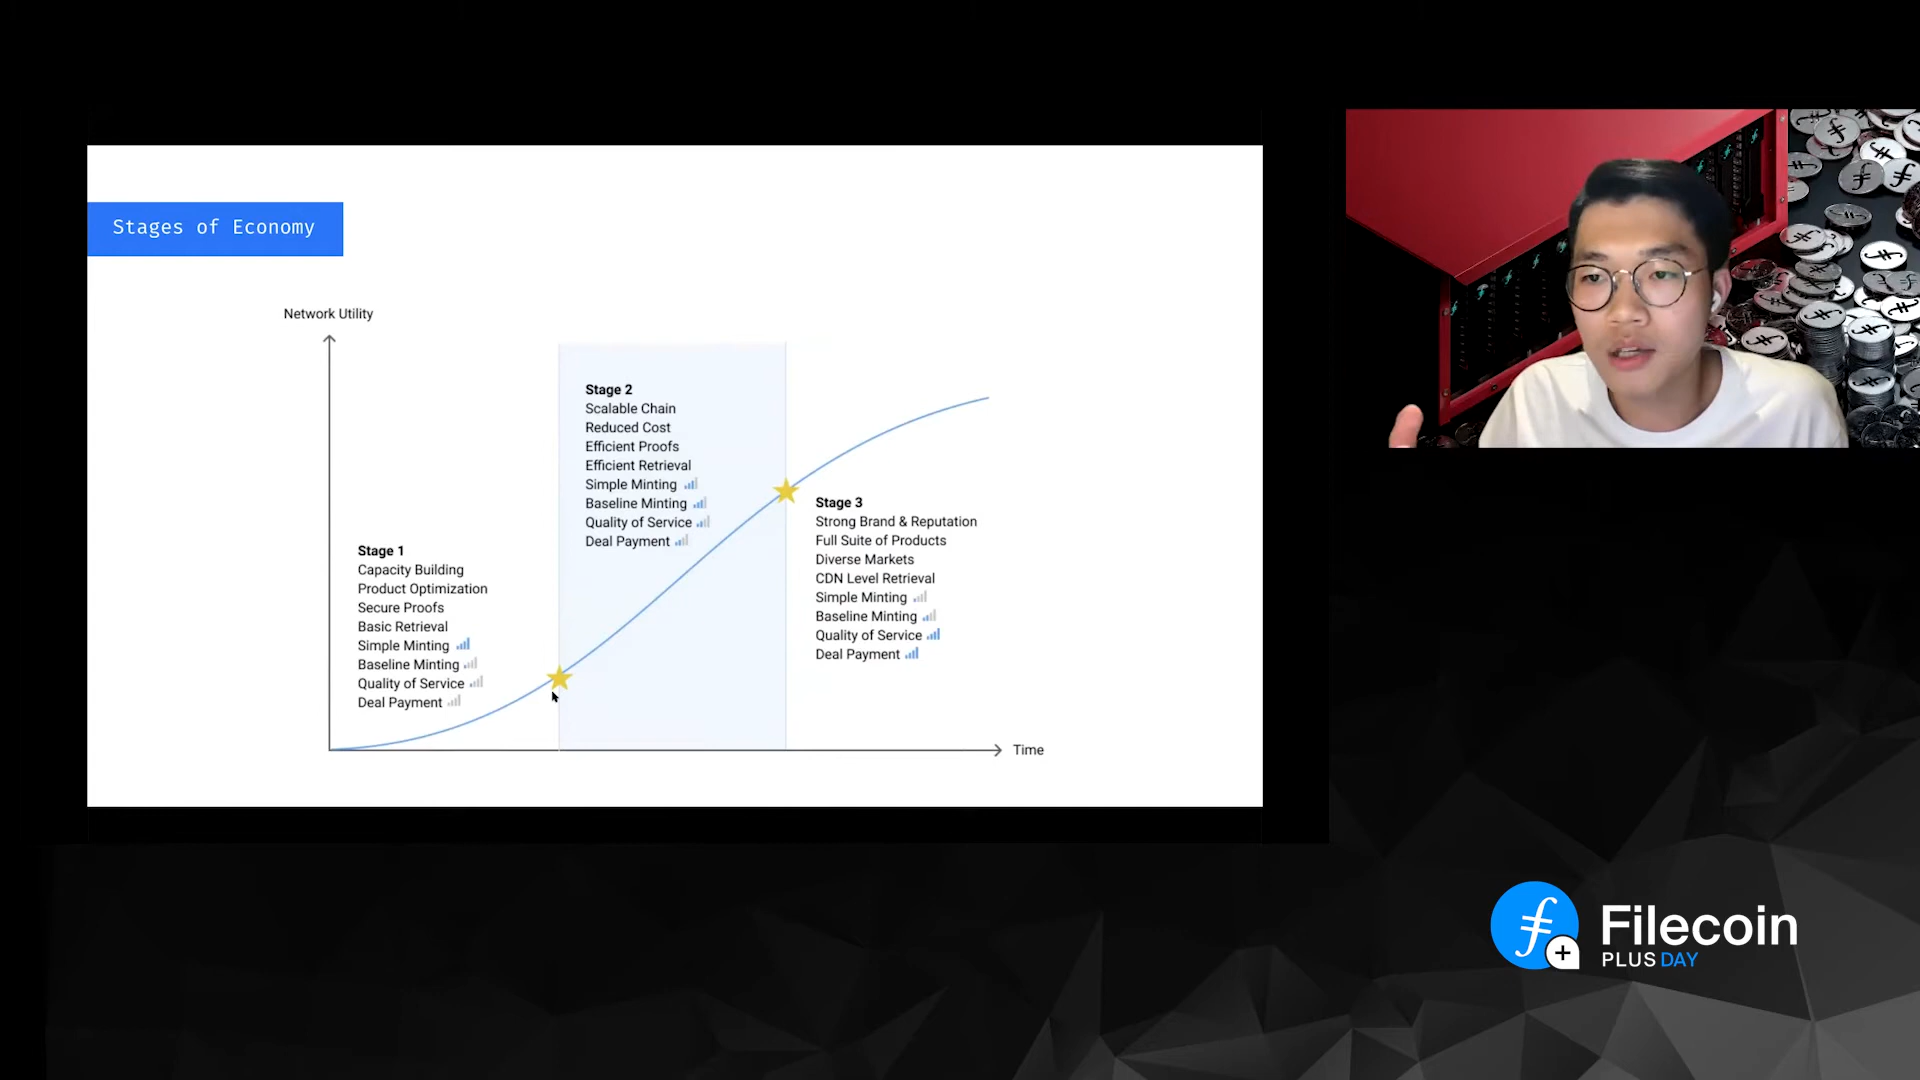 Stages of Economy
Network Utility
Stage 1
Capacity Building
Product Optimization
Secure Proofs
Basic Retrieval
Simple Minting
Baseline Minting
Quality of Service
Deal Payment
Stage 2
Scalable Chain
Reduced Cost
Efficient Proofs
Efficient Retrieval
Simple Minting
Baseline Minting
Quality of Service
Deal Payment
Stage 3
Strong Brand & Reputation
Full Suite of Products
Diverse Markets
CDN Level Retrieval
Simple Minting
Baseline Minting
Quality of Service
Deal Payment
Time
Filecoin
PLUS DAY